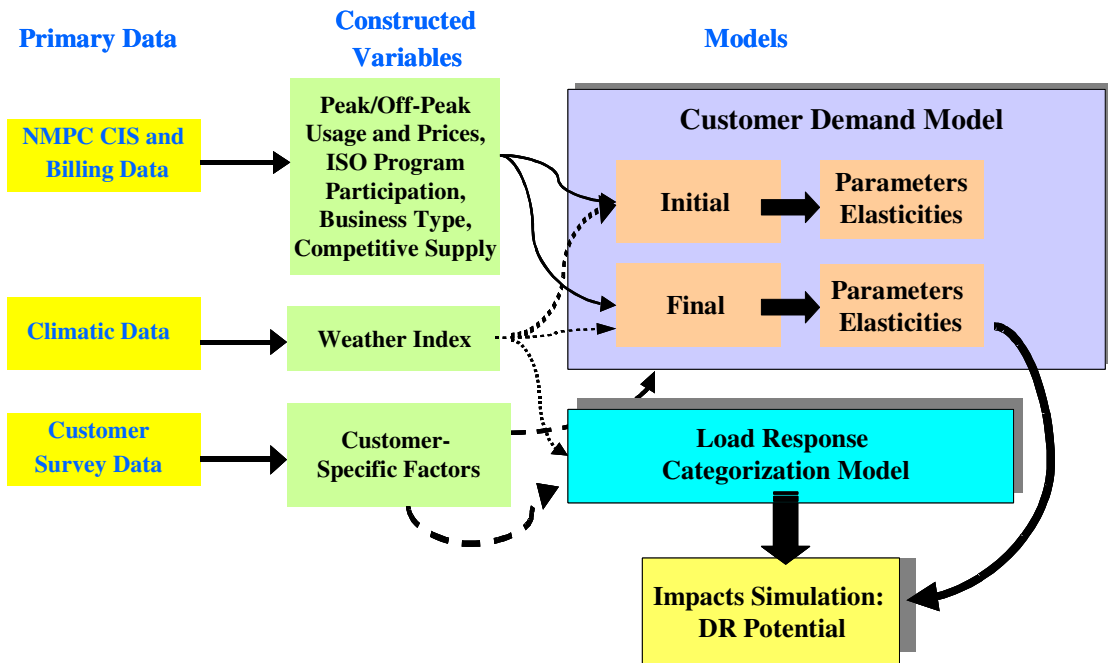 Primary Data
Constructed
Variables
Models
NMPC CIS and
Billing Data
Peak/Off-Peak
Usage and Prices,
ISO Program
Participation,
Business Type,
Competitive Supply
Customer Demand Model
Initial
Parameters
Elasticities
Final
Parameters
Elasticities
Climatic Data
Weather Index
Customer
Survey Data
Customer-
Specific Factors
Load Response
Categorization Model
Impacts Simulation:
DR Potential